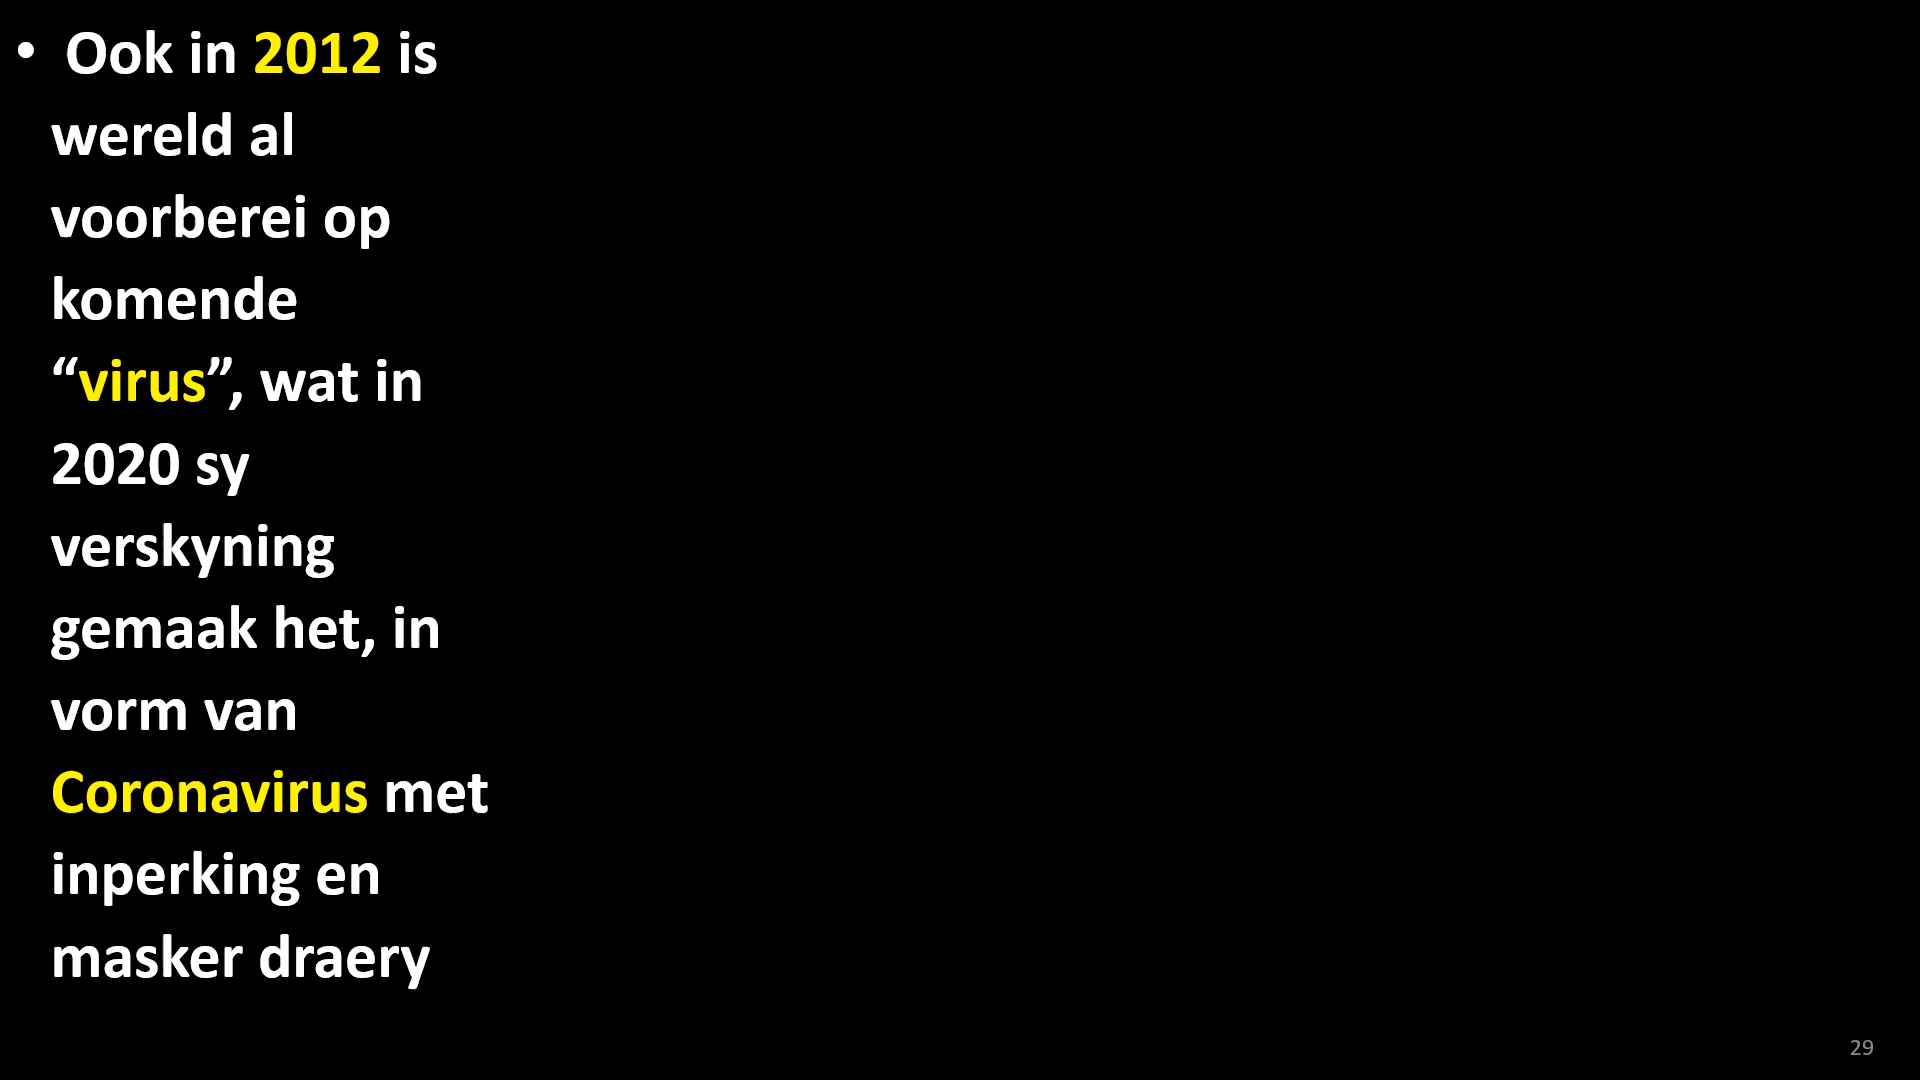 • Ook in 2012 is
wereld al
voorberei op
komende
“virus”, wat in
2020 sy
verskyning
gemaak het, in
vorm van
Coronavirus met
inperking en
masker draery
29